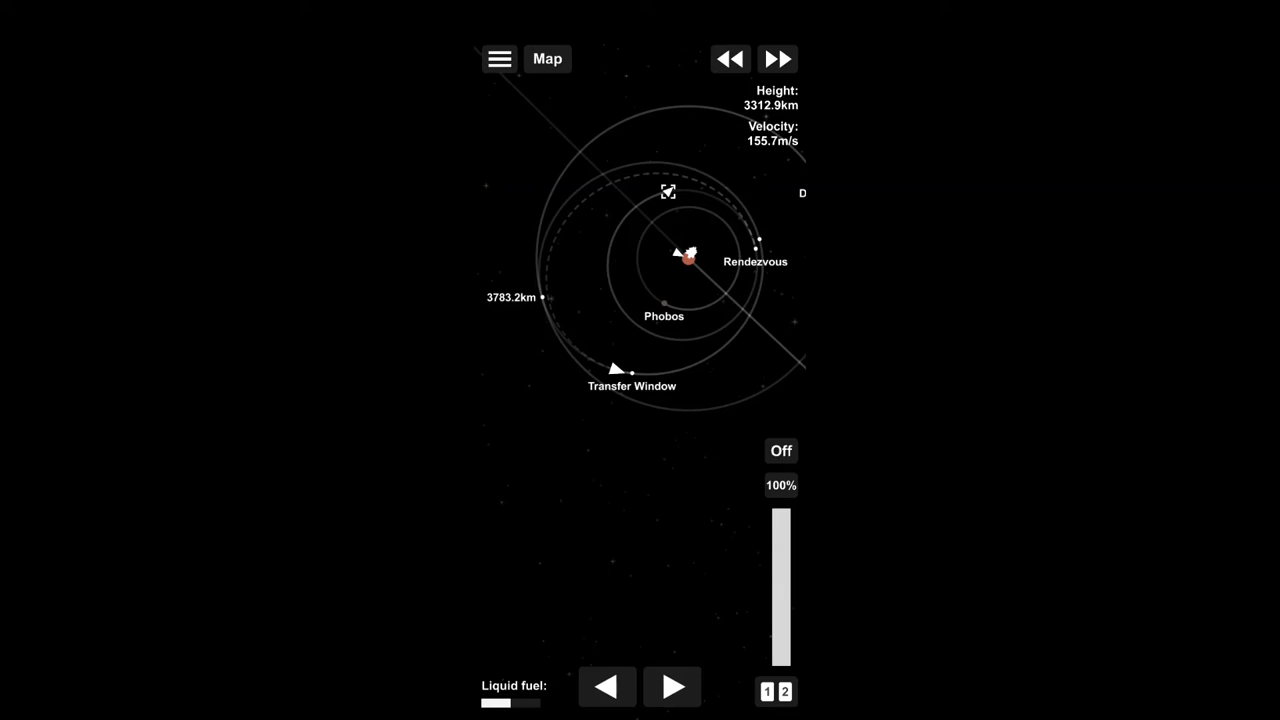 Map
Height:
3312.9km
Velocity:
155.7m/s
D
Rendezvous
3783.2km
Phobos
Transfer Window
Off
100%
Liquid fuel:
1 2